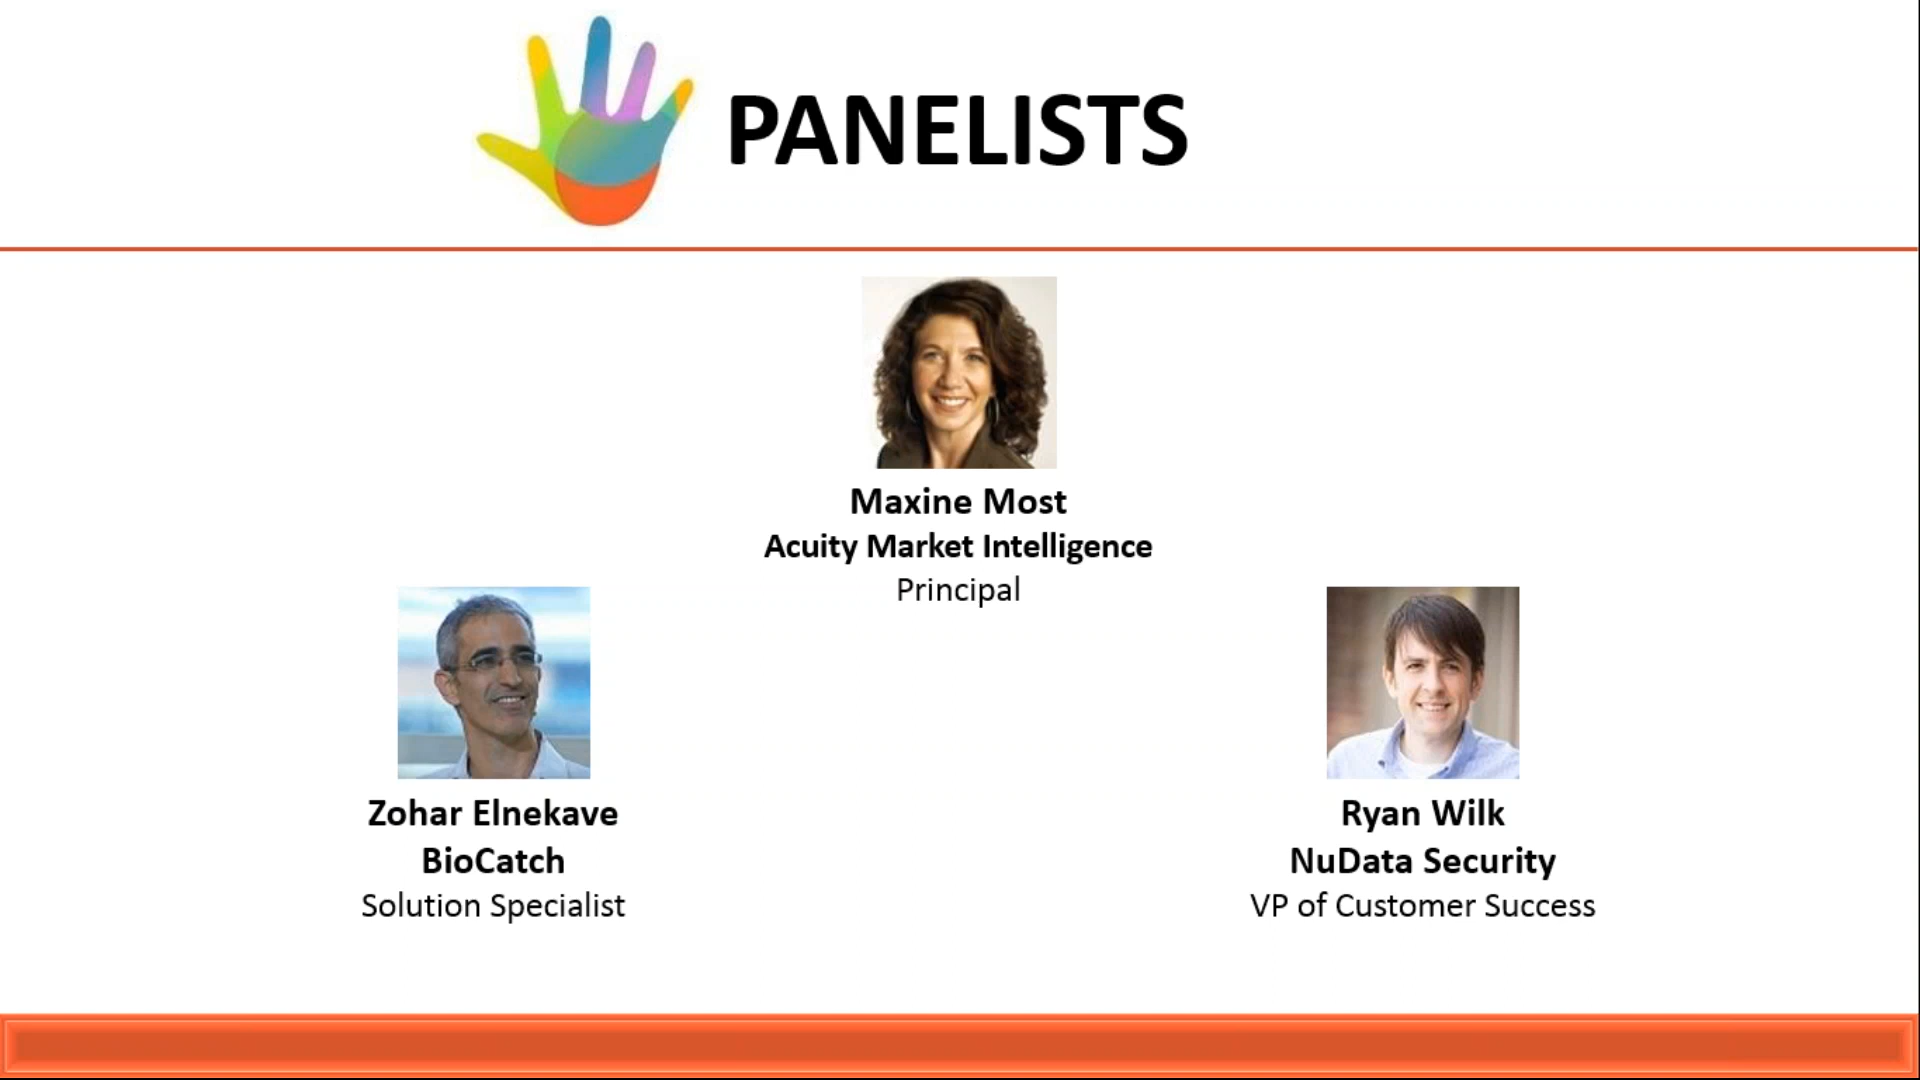 PANELISTS
Maxine Most
Acuity Market Intelligence
Principal
Zohar Elnekave
BioCatch
Solution Specialist
Ryan Wilk
NuData Security
VP of Customer Success